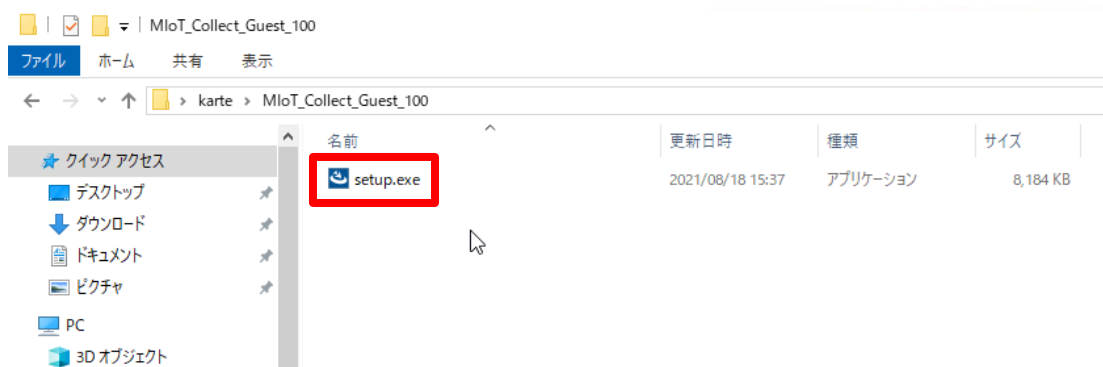 MIoT_Collect_Guest_100
ファイル ホーム 共有 表示
karte › MIoT_Collect_Guest_100
名前 更新日時 種類 サイズ
クイック アクセス
setup.exe 2021/08/18 15:37 アプリケーション 8,184 KB
デスクトップ
ダウンロード
ドキュメント
ピクチャ
PC
3D オブジェクト